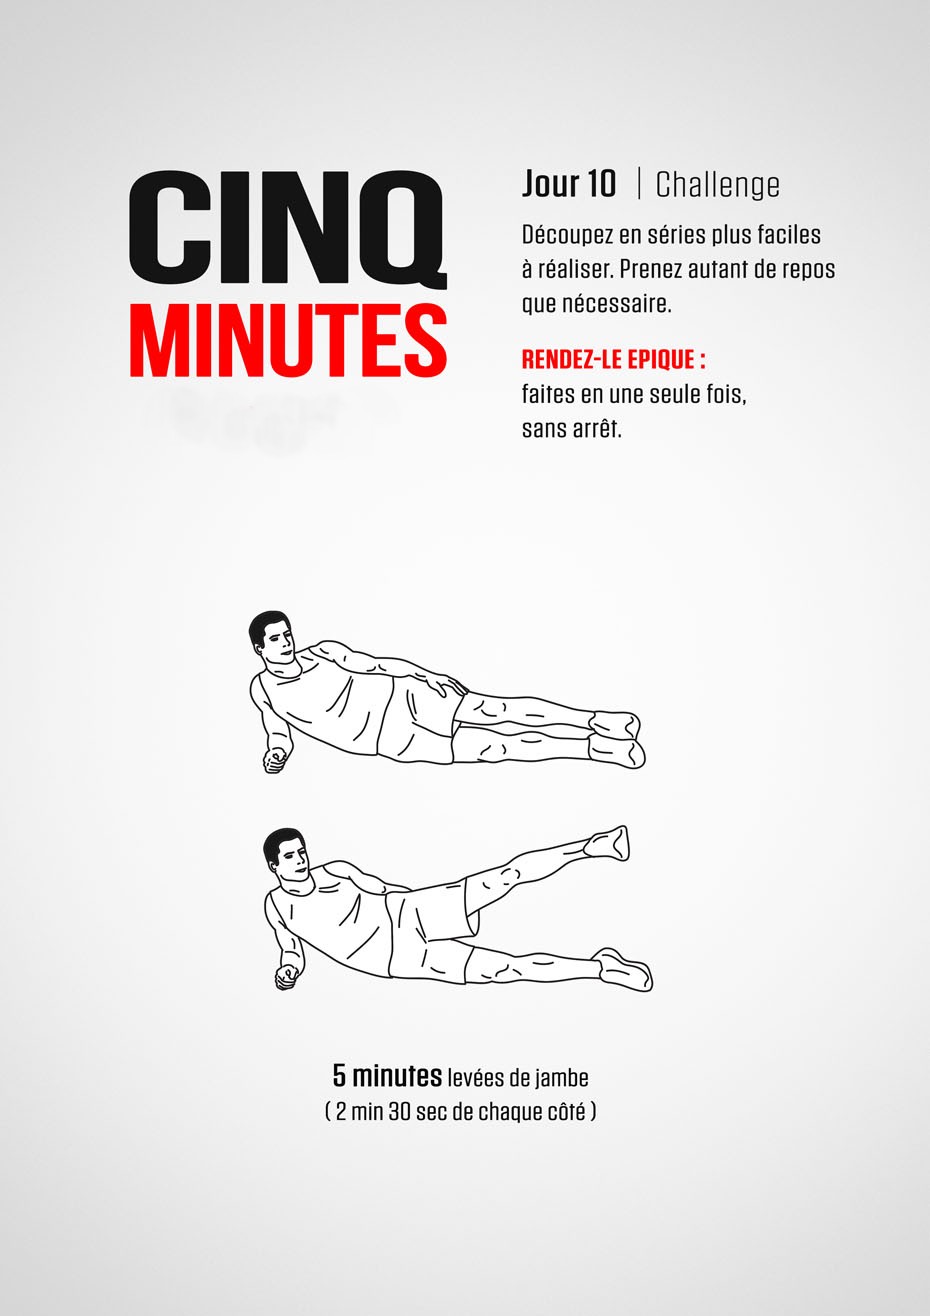 CINQ
MINUTES
Jour 10 | Challenge
Découpez en séries plus faciles
à réaliser. Prenez autant de repos
que nécessaire.
RENDEZ-LE EPIQUE :
faites en une seule fois,
sans arrêt.
5 minutes levées de jambe
( 2 min 30 sec de chaque côté )